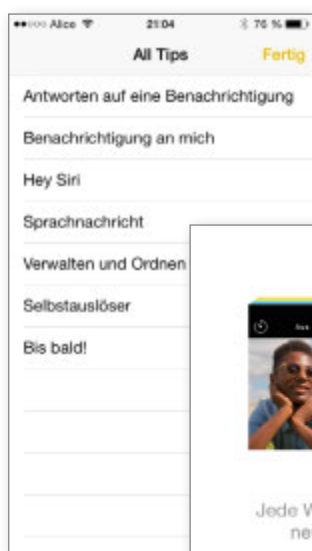 Alice 21:04 76 %
All Tips Fertig
Antworten auf eine Benachrichtigung
Benachrichtigung an mich
Hey Siri
Sprachnachricht
Verwalten und Ordnen
Selbstauslöser
Bis bald!
Jede W
ne